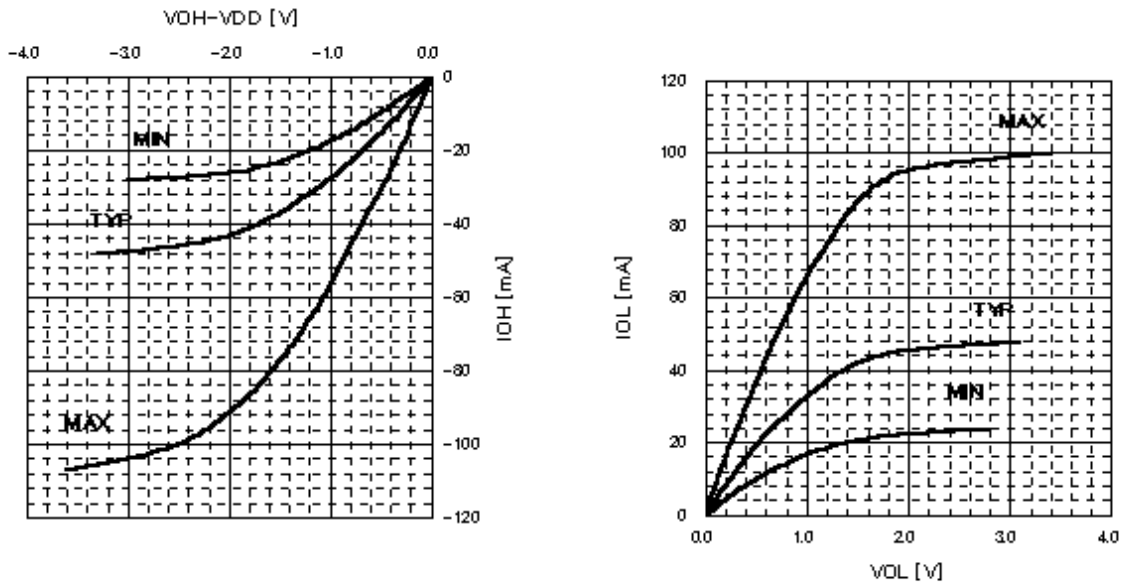 VOH-VDD [V]
-4.0 -3.0 -2.0 -1.0 0.0
0
-20
-40
-60
-80
-100
-120
IOH [mA]
MIN
TYP
MAX
120
100
80
60
40
20
0
IOL [mA]
MAX
TYP
MIN
0.0 1.0 2.0 3.0 4.0
VOL [V]